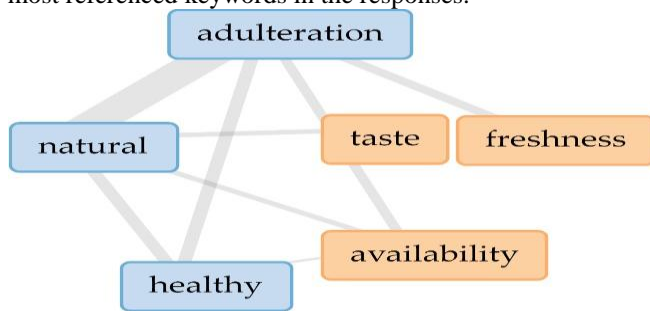 most referenced keywords in the responses.
adulteration
natural
taste
freshness
availability
healthy